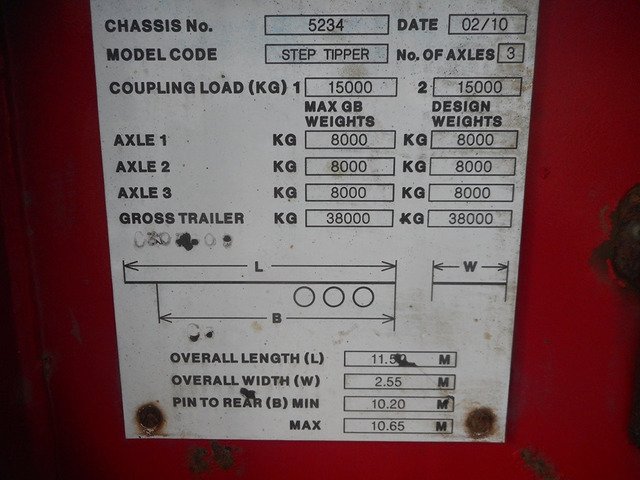 CHASSIS No. 5234 DATE 02/10
MODEL CODE STEP TIPPER No. OF AXLES 3
COUPLING LOAD (KG) 1 15000 2 15000
MAX GB DESIGN
WEIGHTS WEIGHTS
AXLE 1 KG 8000 KG 8000
AXLE 2 KG 8000 KG 8000
AXLE 3 KG 8000 KG 8000
GROSS TRAILER KG 38000 KG 38000
L W
B
OVERALL LENGTH (L) 11.50 M
OVERALL WIDTH (W) 2.55 M
PIN TO REAR (B) MIN 10.20 M
MAX 10.65 M